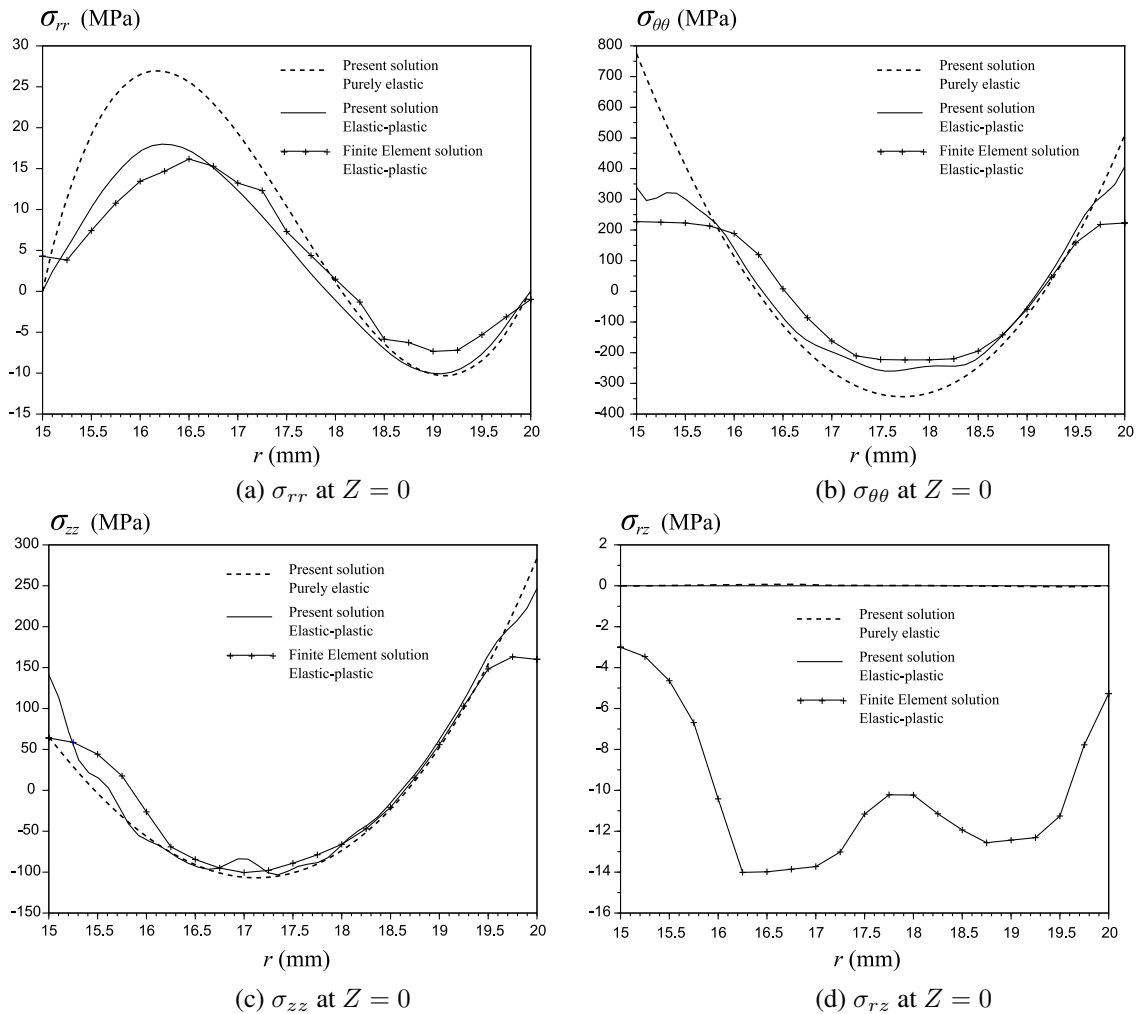 σrr (MPa)
30
25
20
15
10
5
0
-5
-10
-15
15 15.5 16 16.5 17 17.5 18 18.5 19 19.5 20
r (mm)
Present solution
Purely elastic
Present solution
Elastic-plastic
Finite Element solution
Elastic-plastic
(a) σrr at Z = 0
σθθ (MPa)
800
700
600
500
400
300
200
100
0
-100
-200
-300
-400
15 15.5 16 16.5 17 17.5 18 18.5 19 19.5 20
r (mm)
Present solution
Purely elastic
Present solution
Elastic-plastic
Finite Element solution
Elastic-plastic
(b) σθθ at Z = 0
σzz (MPa)
300
250
200
150
100
50
0
-50
-100
-150
15 15.5 16 16.5 17 17.5 18 18.5 19 19.5 20
r (mm)
Present solution
Purely elastic
Present solution
Elastic-plastic
Finite Element solution
Elastic-plastic
(c) σzz at Z = 0
σrz (MPa)
2
0
-2
-4
-6
-8
-10
-12
-14
-16
15 15.5 16 16.5 17 17.5 18 18.5 19 19.5 20
r (mm)
Present solution
Purely elastic
Present solution
Elastic-plastic
Finite Element solution
Elastic-plastic
(d) σrz at Z = 0